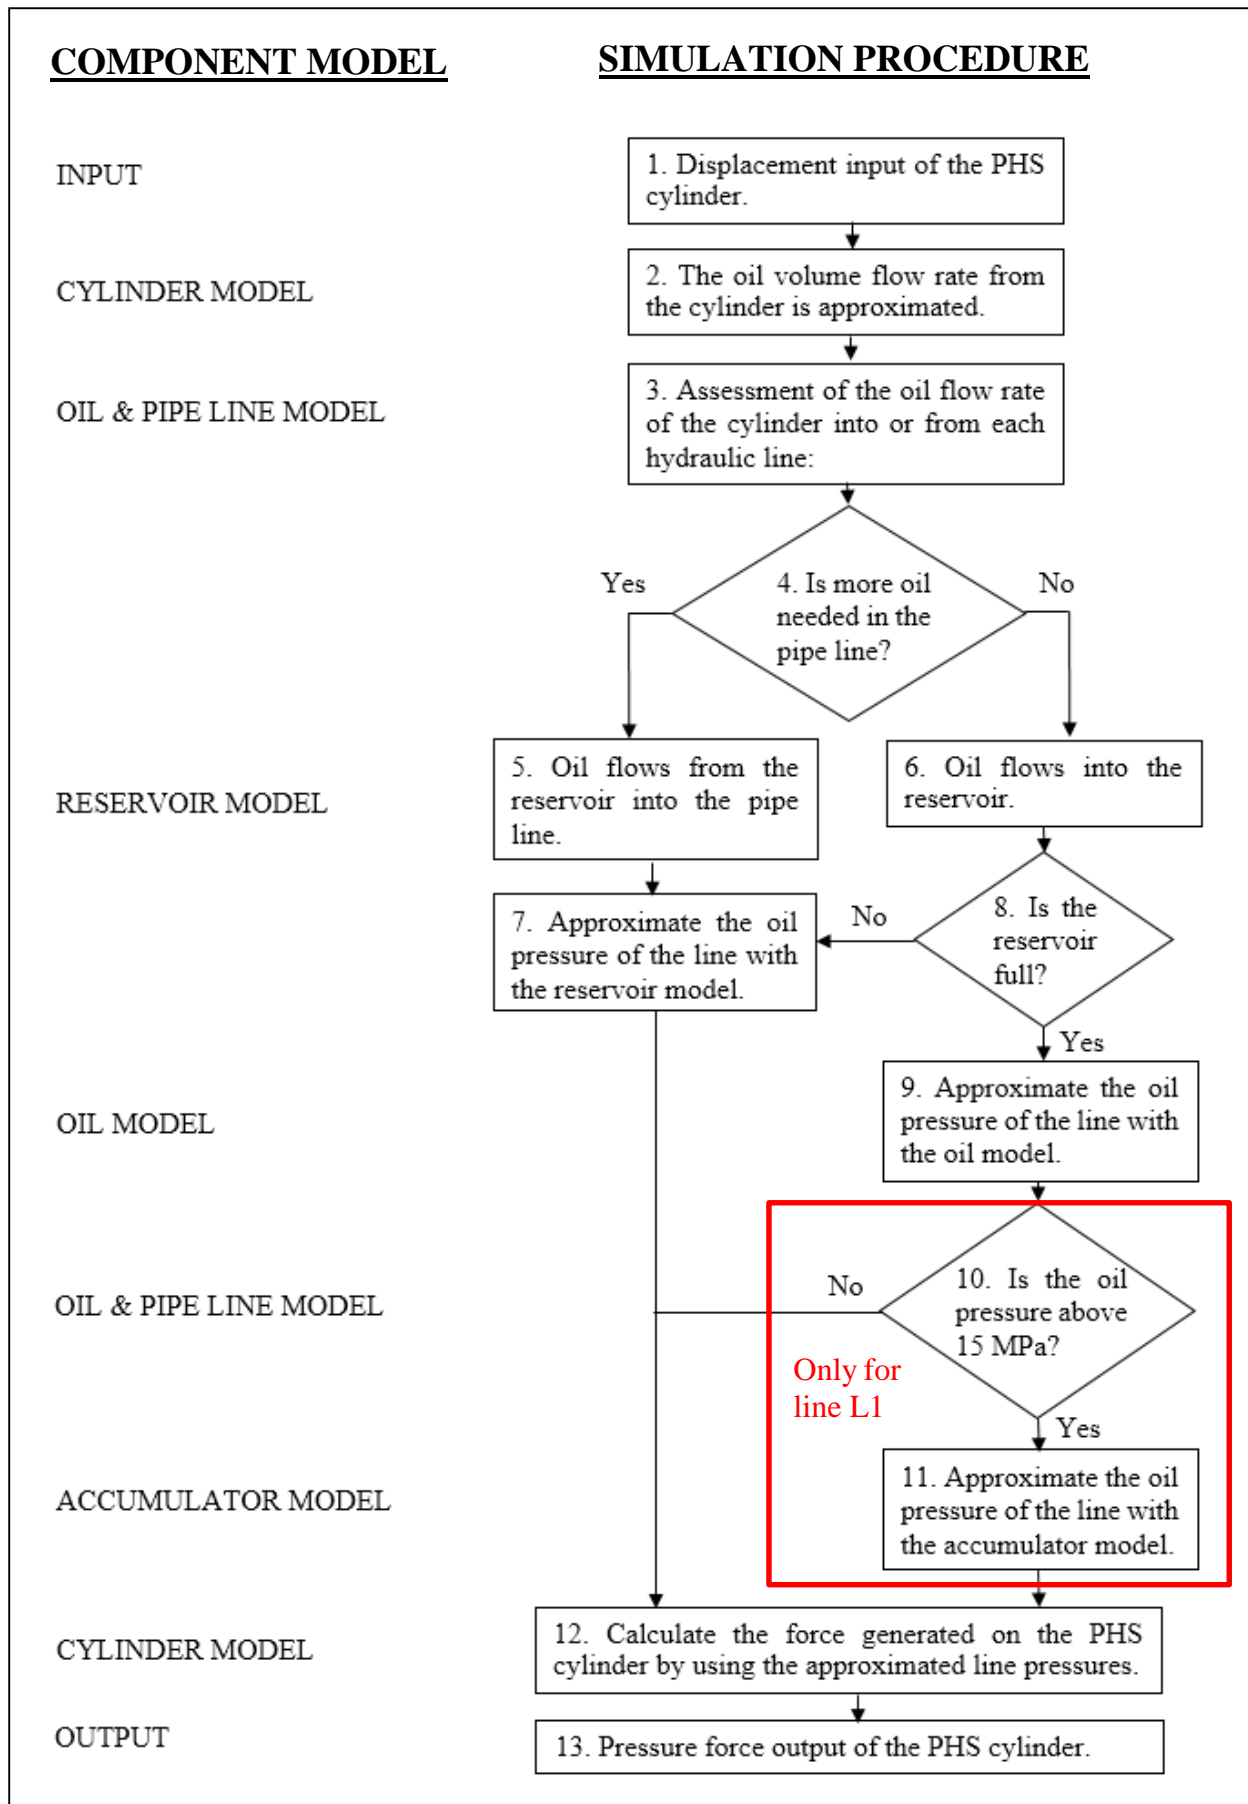 COMPONENT MODEL
SIMULATION PROCEDURE
INPUT
1. Displacement input of the PHS
cylinder.
CYLINDER MODEL
2. The oil volume flow rate from
the cylinder is approximated.
OIL & PIPE LINE MODEL
3. Assessment of the oil flow rate
of the cylinder into or from each
hydraulic line:
Yes
4. Is more oil
needed in the
pipe line?
No
RESERVOIR MODEL
5. Oil flows from the
reservoir into the pipe
line.
6. Oil flows into the
reservoir.
7. Approximate the oil
pressure of the line with
the reservoir model.
No
8. Is the
reservoir
full?
Yes
OIL MODEL
9. Approximate the oil
pressure of the line with
the oil model.
OIL & PIPE LINE MODEL
No
10. Is the oil
pressure above
15 MPa?
Only for
line L1
Yes
ACCUMULATOR MODEL
11. Approximate the oil
pressure of the line with
the accumulator model.
CYLINDER MODEL
12. Calculate the force generated on the PHS
cylinder by using the approximated line pressures.
OUTPUT
13. Pressure force output of the PHS cylinder.